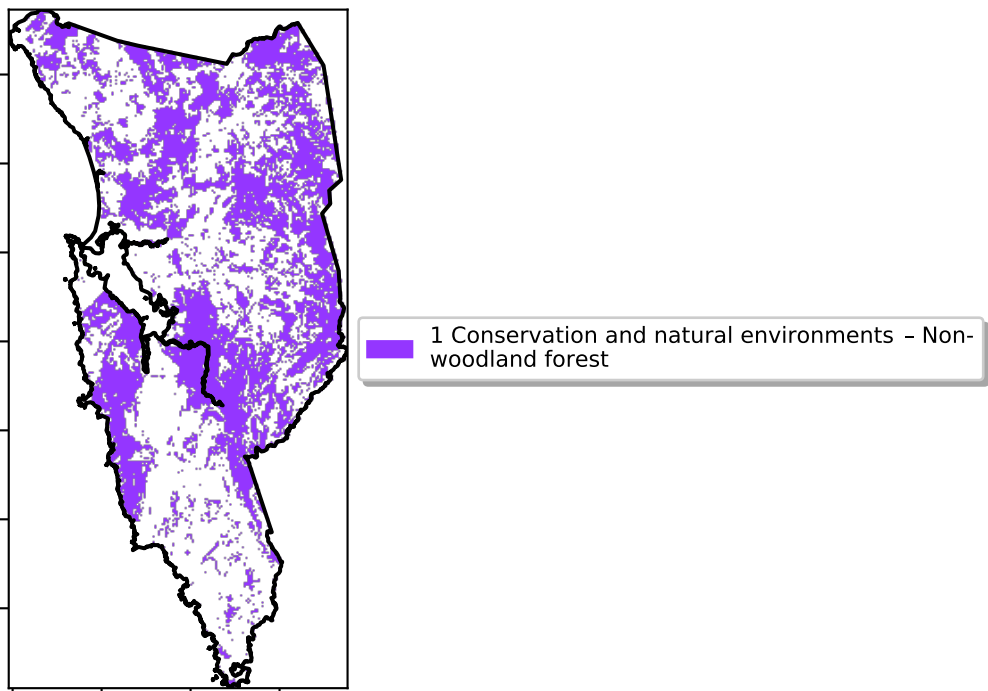 1 Conservation and natural environments – Non-
woodland forest